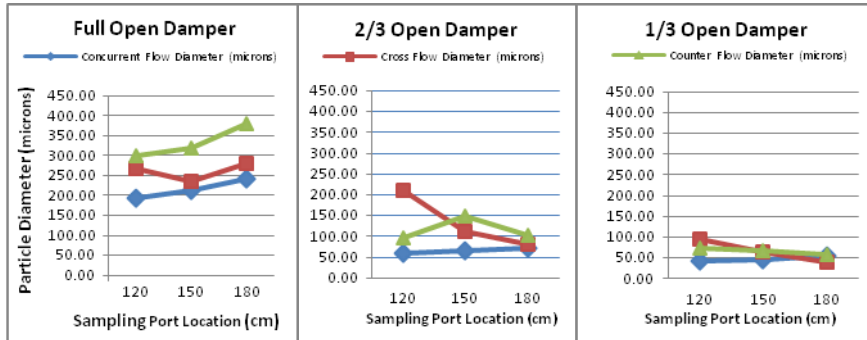 Full Open Damper
Concurrent Flow Diameter (microns)
Particle Diameter(microns)
450.00
400.00
350.00
300.00
250.00
200.00
150.00
100.00
50.00
0.00
120 150 180
Sampling Port Location (cm)
2/3 Open Damper
Cross Flow Diameter (microns)
450.00
400.00
350.00
300.00
250.00
200.00
150.00
100.00
50.00
0.00
120 150 180
Sampling Port Location (cm)
1/3 Open Damper
Counter Flow Diameter (microns)
450.00
400.00
350.00
300.00
250.00
200.00
150.00
100.00
50.00
0.00
120 150 180
Sampling Port Location (cm)